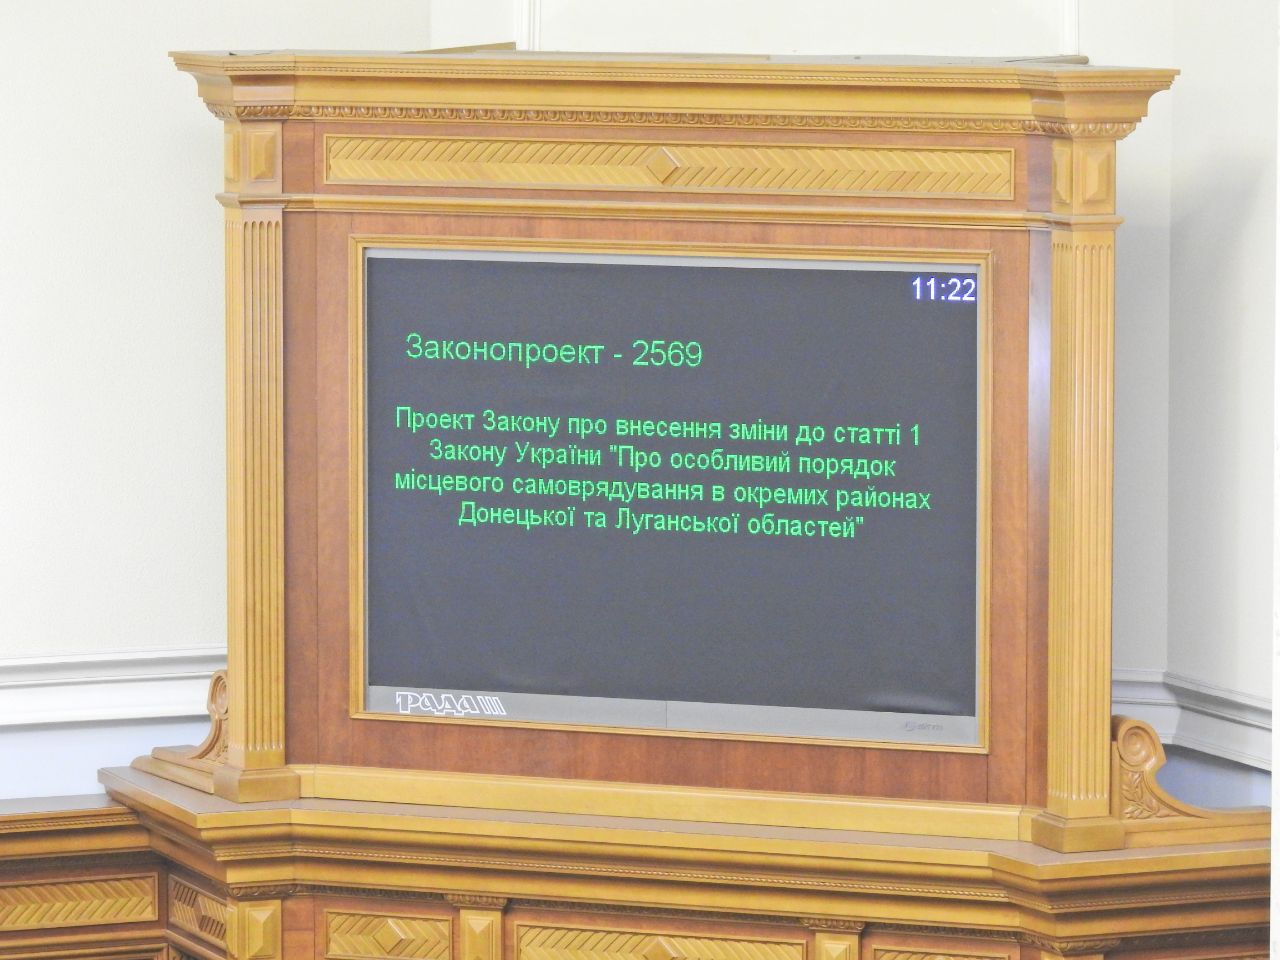 11:22
Законопроект - 2569
Проект Закону про внесення зміни до статті 1
Закону України "Про особливий порядок
місцевого самоврядування в окремих районах
Донецької та Луганської областей"
РАДА III